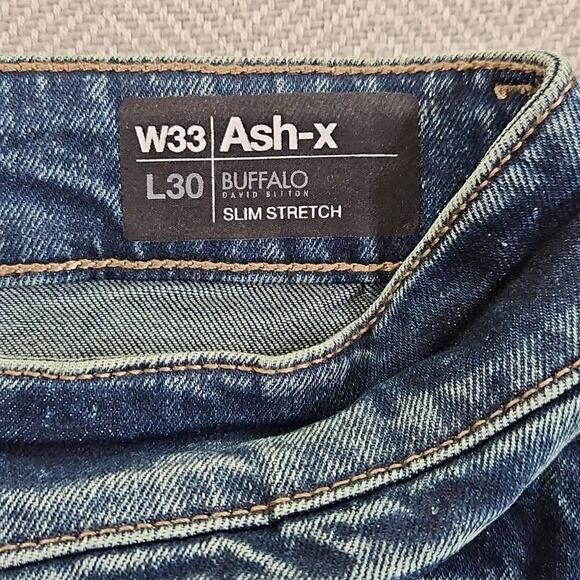 W33 Ash-x
L30 BUFFALO
DAVID BITTON
SLIM STRETCH